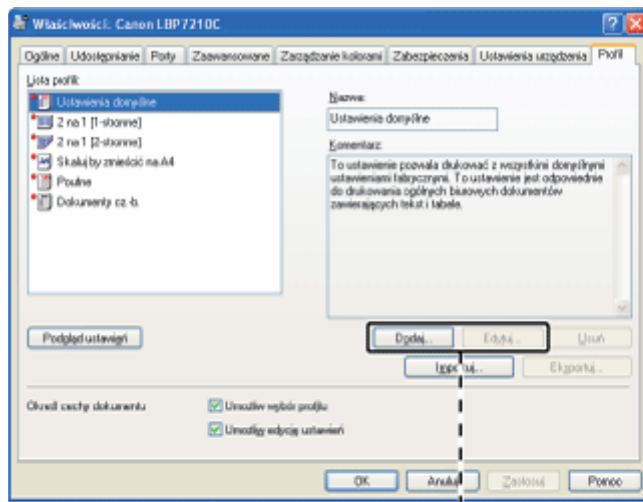 Właściwości: Canon LBP7210C
Ogólne Udostępnianie Porty Zaawansowane Zarządzanie kolorami Zabezpieczenia Ustawienia urządzenia Profil
Lista profili:
Ustawienia domyślne
2 na 1 [1-stronne]
2 na 1 [2-stronne]
Skaluj by zmieścić na A4
Poufne
Dokumenty cz.-b.
Nazwa:
Ustawienia domyślne
Komentarz:
To ustawienie pozwala drukować z wszystkimi domyślnymi
ustawieniami fabrycznymi. To ustawienie jest odpowiednie
do drukowania ogólnych biurowych dokumentów
zawierających tekst i tabele.
Podgląd ustawień
Dodaj... Edytuj... Usuń
Importuj... Eksportuj...
Określ cechy dokumentu
Umożliw wybór profilu
Umożliwy edycję ustawień
OK Anuluj Zastosuj Pomoc